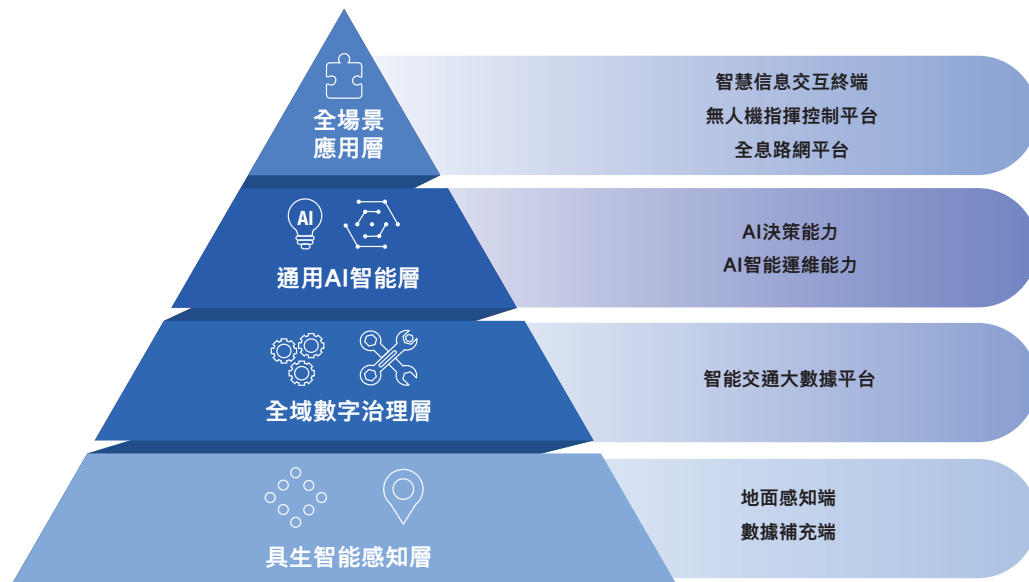 全場景
應用層
智慧信息交互終端
無人機指揮控制平台
全息路網平台
AI
通用AI智能層
AI決策能力
AI智能運維能力
全域數字治理層
智能交通大數據平台
具生智能感知層
地面感知端
數據補充端